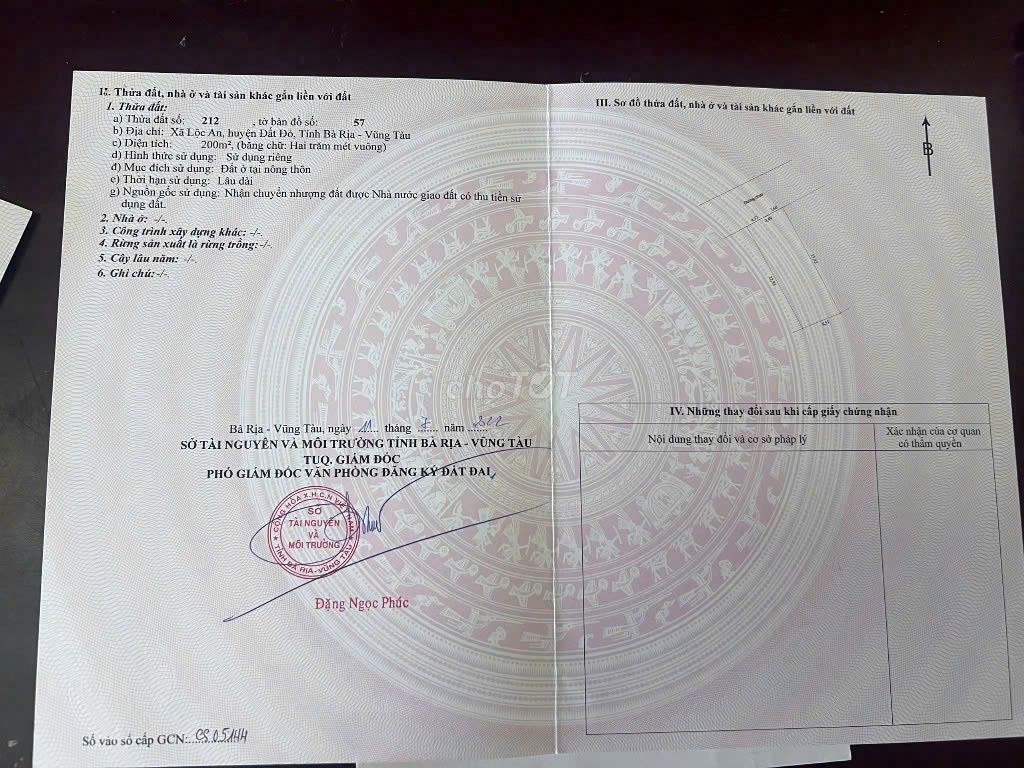 II. Thửa đất, nhà ở và tài sản khác gắn liền với đất
1. Thửa đất:
a) Thửa đất số: 212 , tờ bản đồ số: 57
b) Địa chỉ: Xã Lộc An, huyện Đất Đỏ, Tỉnh Bà Rịa - Vũng Tàu
c) Diện tích: 200m², (bằng chữ: Hai trăm mét vuông)
d) Hình thức sử dụng: Sử dụng riêng
đ) Mục đích sử dụng: Đất ở tại nông thôn
e) Thời hạn sử dụng: Lâu dài
g) Nguồn gốc sử dụng: Nhận chuyển nhượng đất được Nhà nước giao đất có thu tiền sử
dụng đất.
2. Nhà ở: -/-.
3. Công trình xây dựng khác: -/-.
4. Rừng sản xuất là rừng trồng:-/-.
5. Cây lâu năm: -/-.
6. Ghi chú:-/-.
Bà Rịa - Vũng Tàu, ngày 11 tháng 7 năm 2022
SỞ TÀI NGUYÊN VÀ MÔI TRƯỜNG TỈNH BÀ RỊA - VŨNG TÀU
TUQ. GIÁM ĐỐC
PHÓ GIÁM ĐỐC VĂN PHÒNG ĐĂNG KÝ ĐẤT ĐAI
CỘNG HÒA X.H.C.N VIỆT NAM
SỞ
TÀI NGUYÊN
VÀ
MÔI TRƯỜNG
TỈNH BÀ RỊA - VŨNG TÀU
Đặng Ngọc Phúc
Số vào sổ cấp GCN: CS 05144
III. Sơ đồ thửa đất, nhà ở và tài sản khác gắn liền với đất
B
IV. Những thay đổi sau khi cấp giấy chứng nhận
Nội dung thay đổi và cơ sở pháp lý
Xác nhận của cơ quan
có thẩm quyền
choTỐT